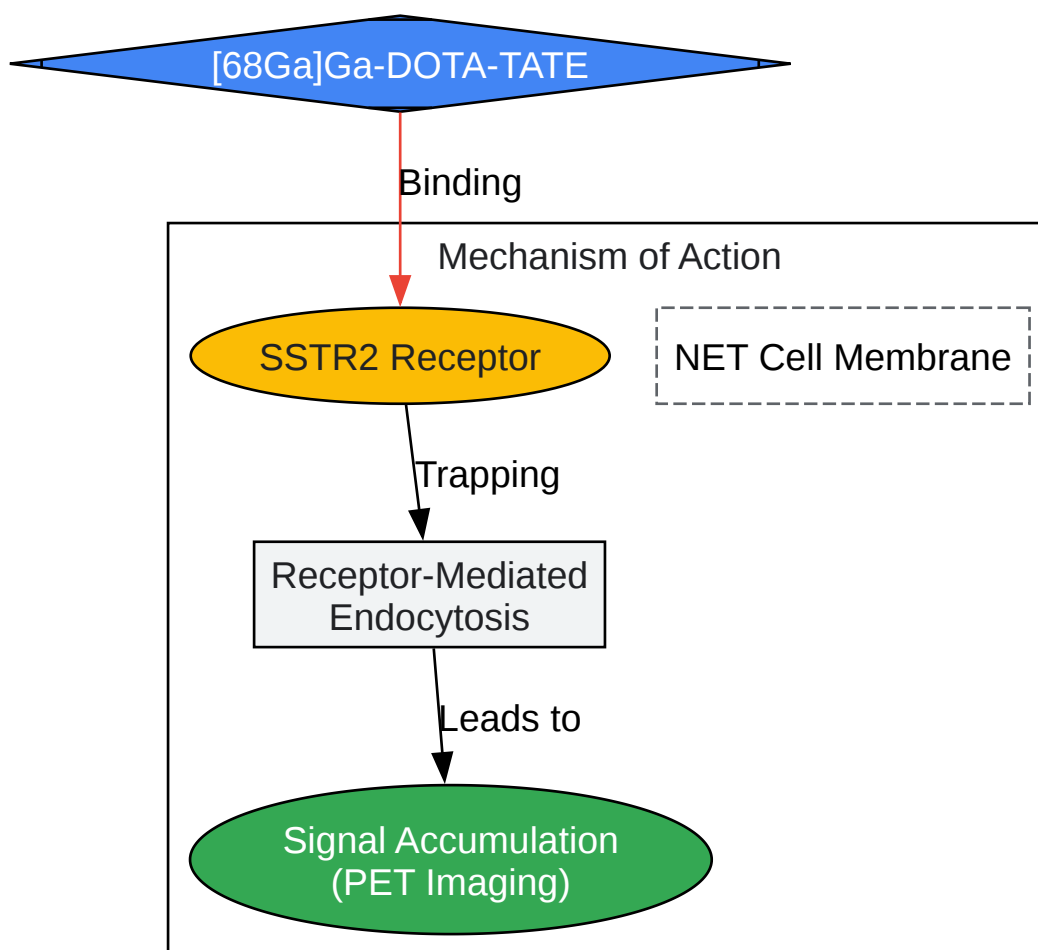 [68Ga]Ga-DOTA-TATE
Binding
Mechanism of Action
SSTR2 Receptor
NET Cell Membrane
Trapping
Receptor-Mediated
Endocytosis
Leads to
Signal Accumulation
(PET Imaging)